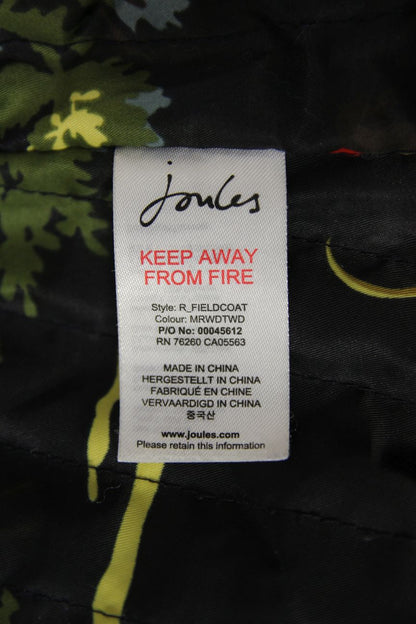 Joules
KEEP AWAY
FROM FIRE
Style: R_FIELDCOAT
Colour: MRWDTWD
P/O No: 00045612
RN 76260 CA05563
MADE IN CHINA
HERGESTELLT IN CHINA
FABRIQUÉ EN CHINE
VERVAARDIGD IN CHINA
중국산
www.joules.com
Please retain this information